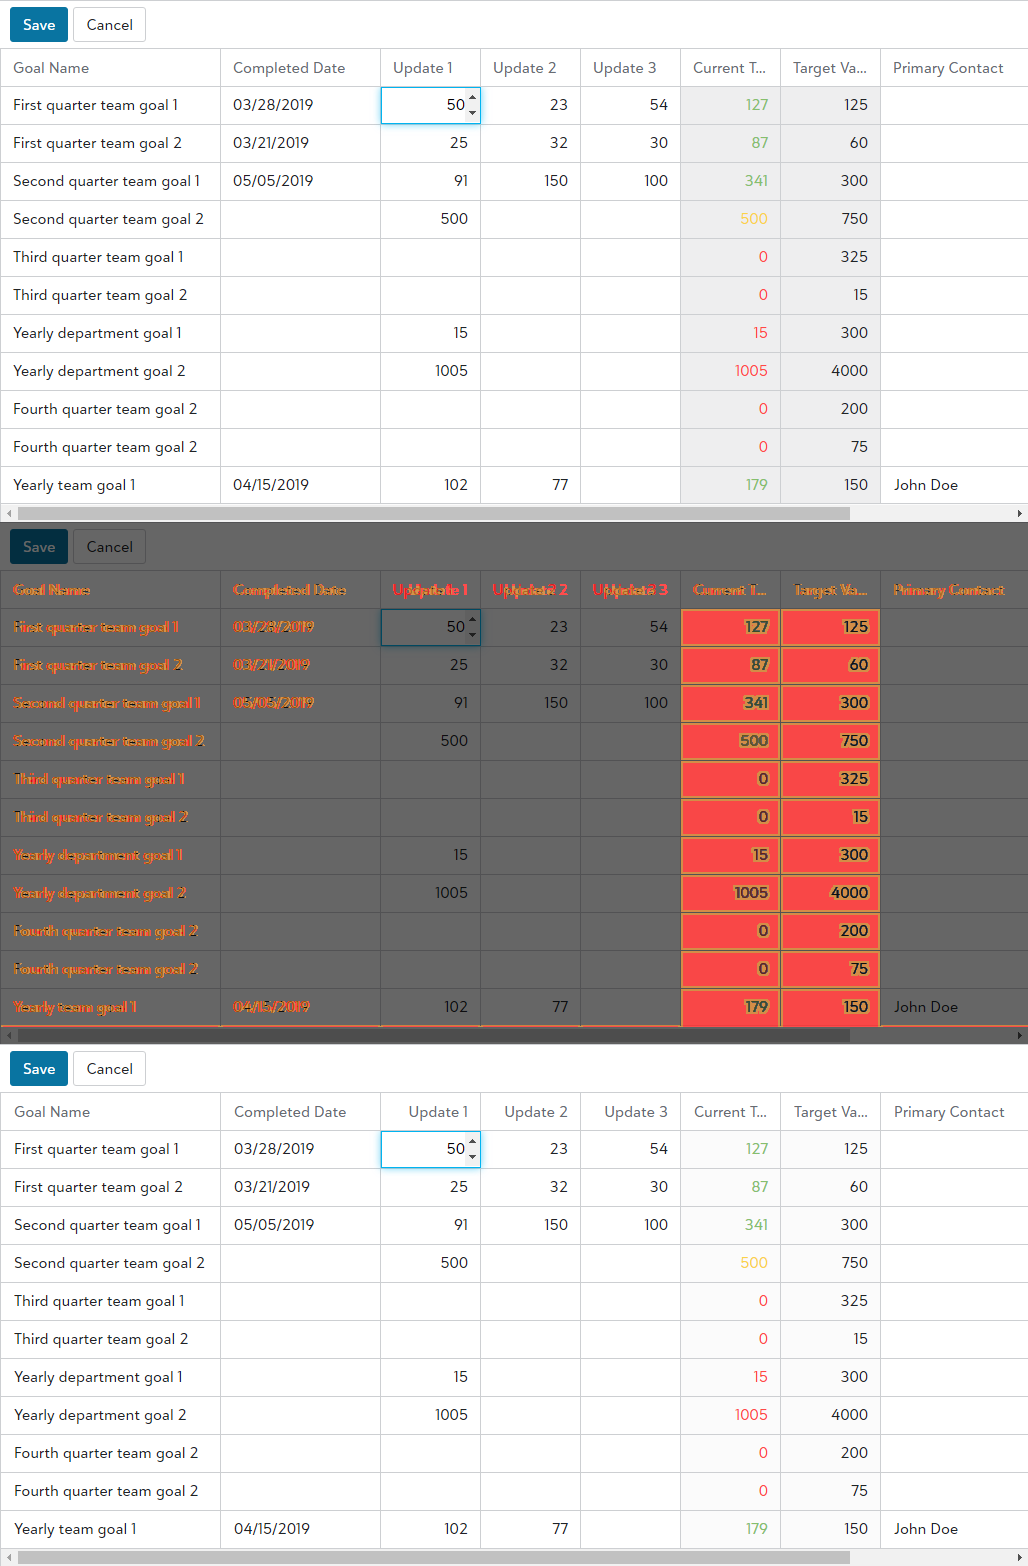 Save Cancel
Goal Name Completed Date Update 1 Update 2 Update 3 Current T... Target Va... Primary Contact
First quarter team goal 1 03/28/2019 50 23 54 127 125
First quarter team goal 2 03/21/2019 25 32 30 87 60
Second quarter team goal 1 05/05/2019 91 150 100 341 300
Second quarter team goal 2 500 500 750
Third quarter team goal 1 0 325
Third quarter team goal 2 0 15
Yearly department goal 1 15 15 300
Yearly department goal 2 1005 1005 4000
Fourth quarter team goal 2 0 200
Fourth quarter team goal 2 0 75
Yearly team goal 1 04/15/2019 102 77 179 150 John Doe
Save Cancel
Goal Name Completed Date Update 1 Update 2 Update 3 Current T... Target Va... Primary Contact
First quarter team goal 1 03/28/2019 50 23 54 127 125
First quarter team goal 2 03/21/2019 25 32 30 87 60
Second quarter team goal 1 05/05/2019 91 150 100 341 300
Second quarter team goal 2 500 500 750
Third quarter team goal 1 0 325
Third quarter team goal 2 0 15
Yearly department goal 1 15 15 300
Yearly department goal 2 1005 1005 4000
Fourth quarter team goal 2 0 200
Fourth quarter team goal 2 0 75
Yearly team goal 1 04/15/2019 102 77 179 150 John Doe
Save Cancel
Goal Name Completed Date Update 1 Update 2 Update 3 Current T... Target Va... Primary Contact
First quarter team goal 1 03/28/2019 50 23 54 127 125
First quarter team goal 2 03/21/2019 25 32 30 87 60
Second quarter team goal 1 05/05/2019 91 150 100 341 300
Second quarter team goal 2 500 500 750
Third quarter team goal 1 0 325
Third quarter team goal 2 0 15
Yearly department goal 1 15 15 300
Yearly department goal 2 1005 1005 4000
Fourth quarter team goal 2 0 200
Fourth quarter team goal 2 0 75
Yearly team goal 1 04/15/2019 102 77 179 150 John Doe